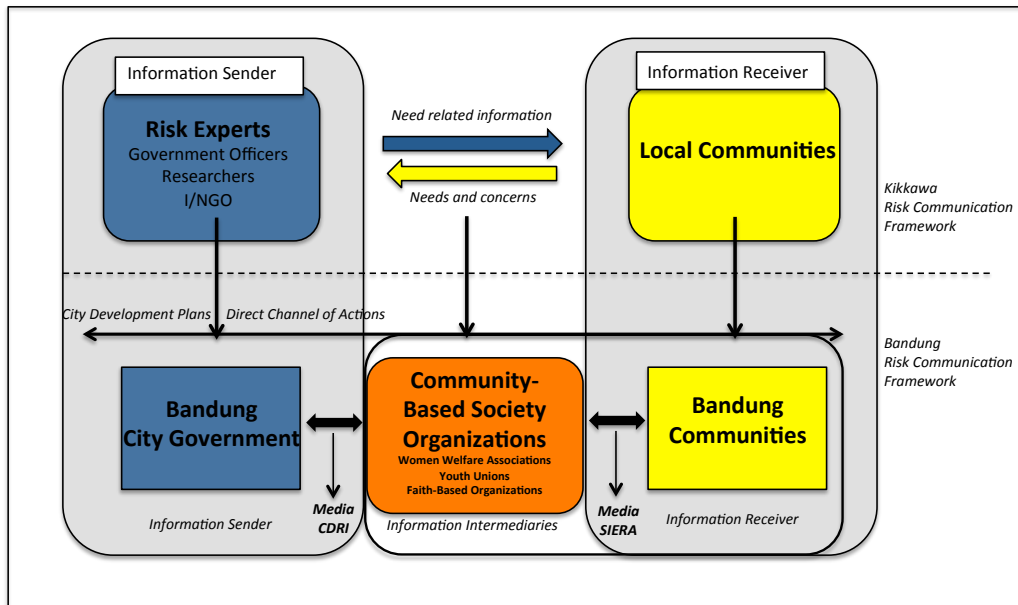 Information Sender
Information Receiver
Risk Experts
Government Officers
Researchers
I/NGO
Need related information
Needs and concerns
Local Communities
Kikkawa
Risk Communication
Framework
City Development Plans
Direct Channel of Actions
Bandung
Risk Communication
Framework
Bandung
City Government
Community-
Based Society
Organizations
Women Welfare Associations
Youth Unions
Faith-Based Organizations
Bandung
Communities
Information Sender
Media
CDRI
Information Intermediaries
Media
SIERA
Information Receiver